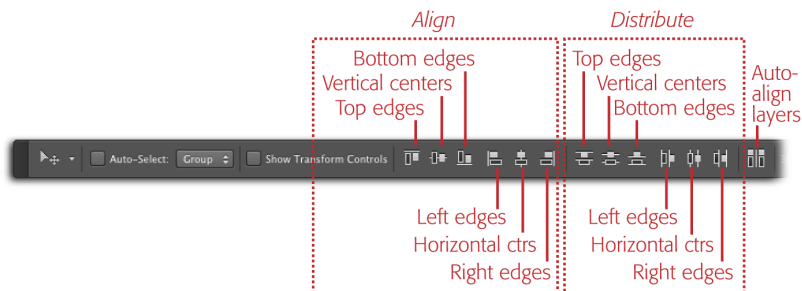 Align
Distribute
Bottom edges
Vertical centers
Top edges
Top edges
Vertical centers
Bottom edges
Auto-
align
layers
Auto-Select:
Group
Show Transform Controls
Left edges
Horizontal ctrs
Right edges
Left edges
Horizontal ctrs
Right edges